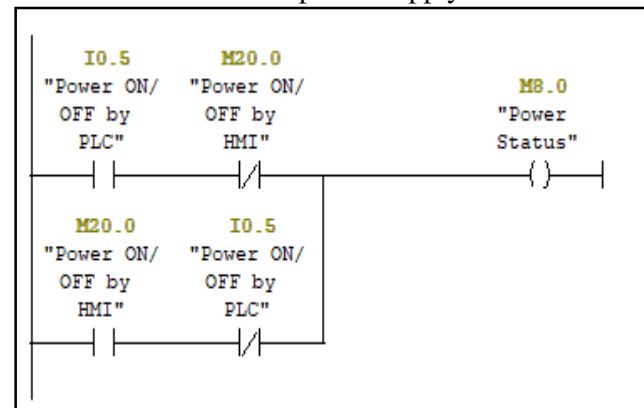 I0.5 M20.0
"Power ON/ "Power ON/ M8.0
OFF by OFF by "Power
PLC" HMI" Status"
M20.0 I0.5
"Power ON/ "Power ON/
OFF by OFF by
HMI" PLC"